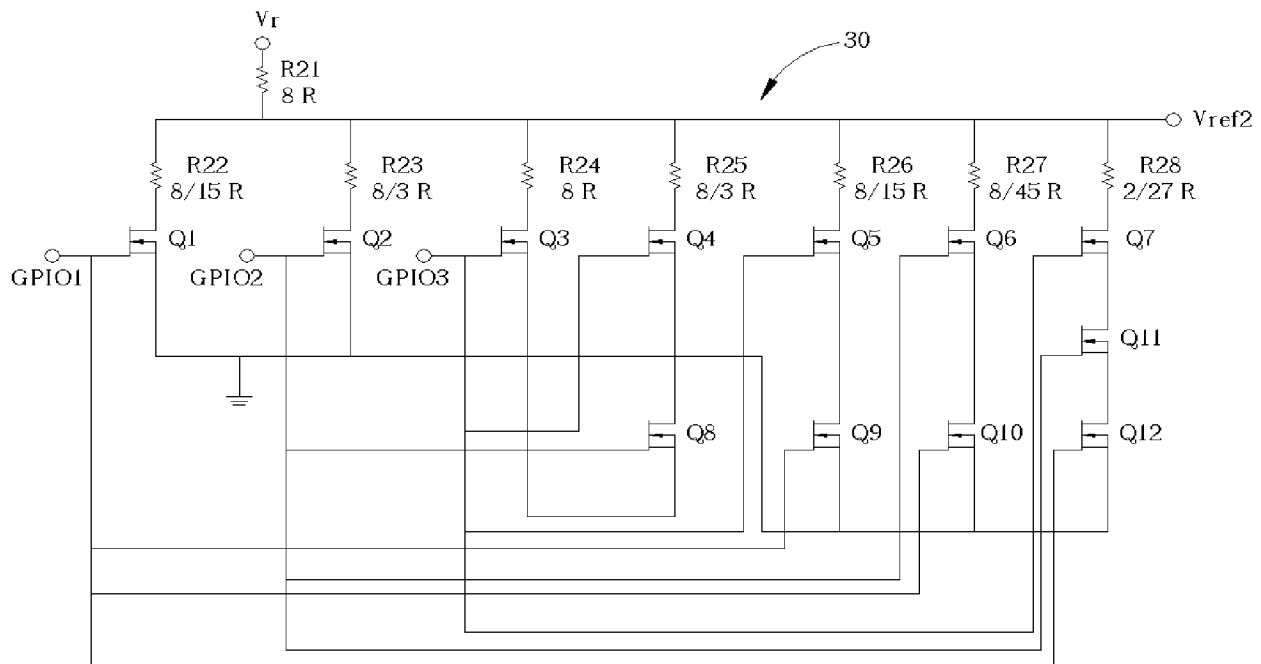 Vr
30
R21
8 R
Vref2
R22
8/15 R
R23
8/3 R
R24
8 R
R25
8/3 R
R26
8/15 R
R27
8/45 R
R28
2/27 R
Q1
Q2
Q3
Q4
Q5
Q6
Q7
GPIO1
GPIO2
GPIO3
Q11
Q8
Q9
Q10
Q12